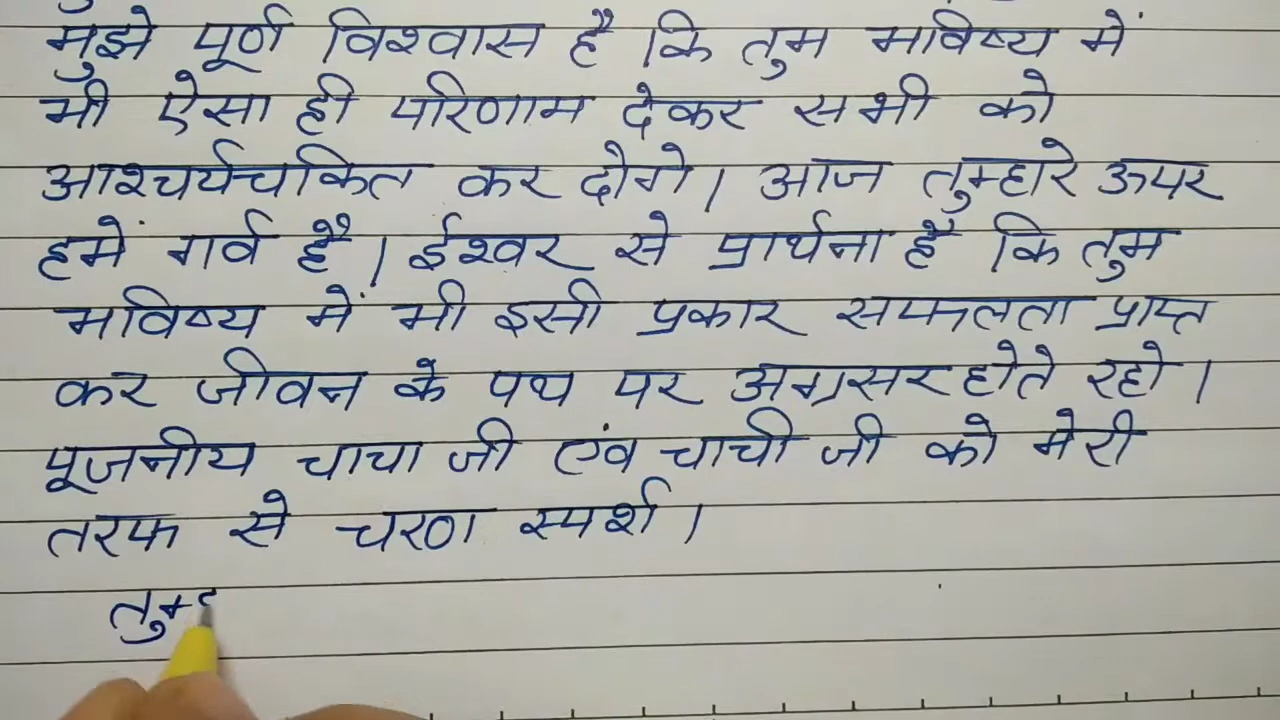 मुझे पूर्ण विश्वास है कि तुम भविष्य में
भी ऐसा ही परिणाम देकर सभी को
आश्चर्यचकित कर दोगे। आज तुम्हारे ऊपर
हमें गर्व है। ईश्वर से प्रार्थना है कि तुम
भविष्य में भी इसी प्रकार सफलता प्राप्त
कर जीवन के पथ पर अग्रसर होते रहो।
पूजनीय चाचा जी एंव चाची जी को मेरी
तरफ से चरण स्पर्श।